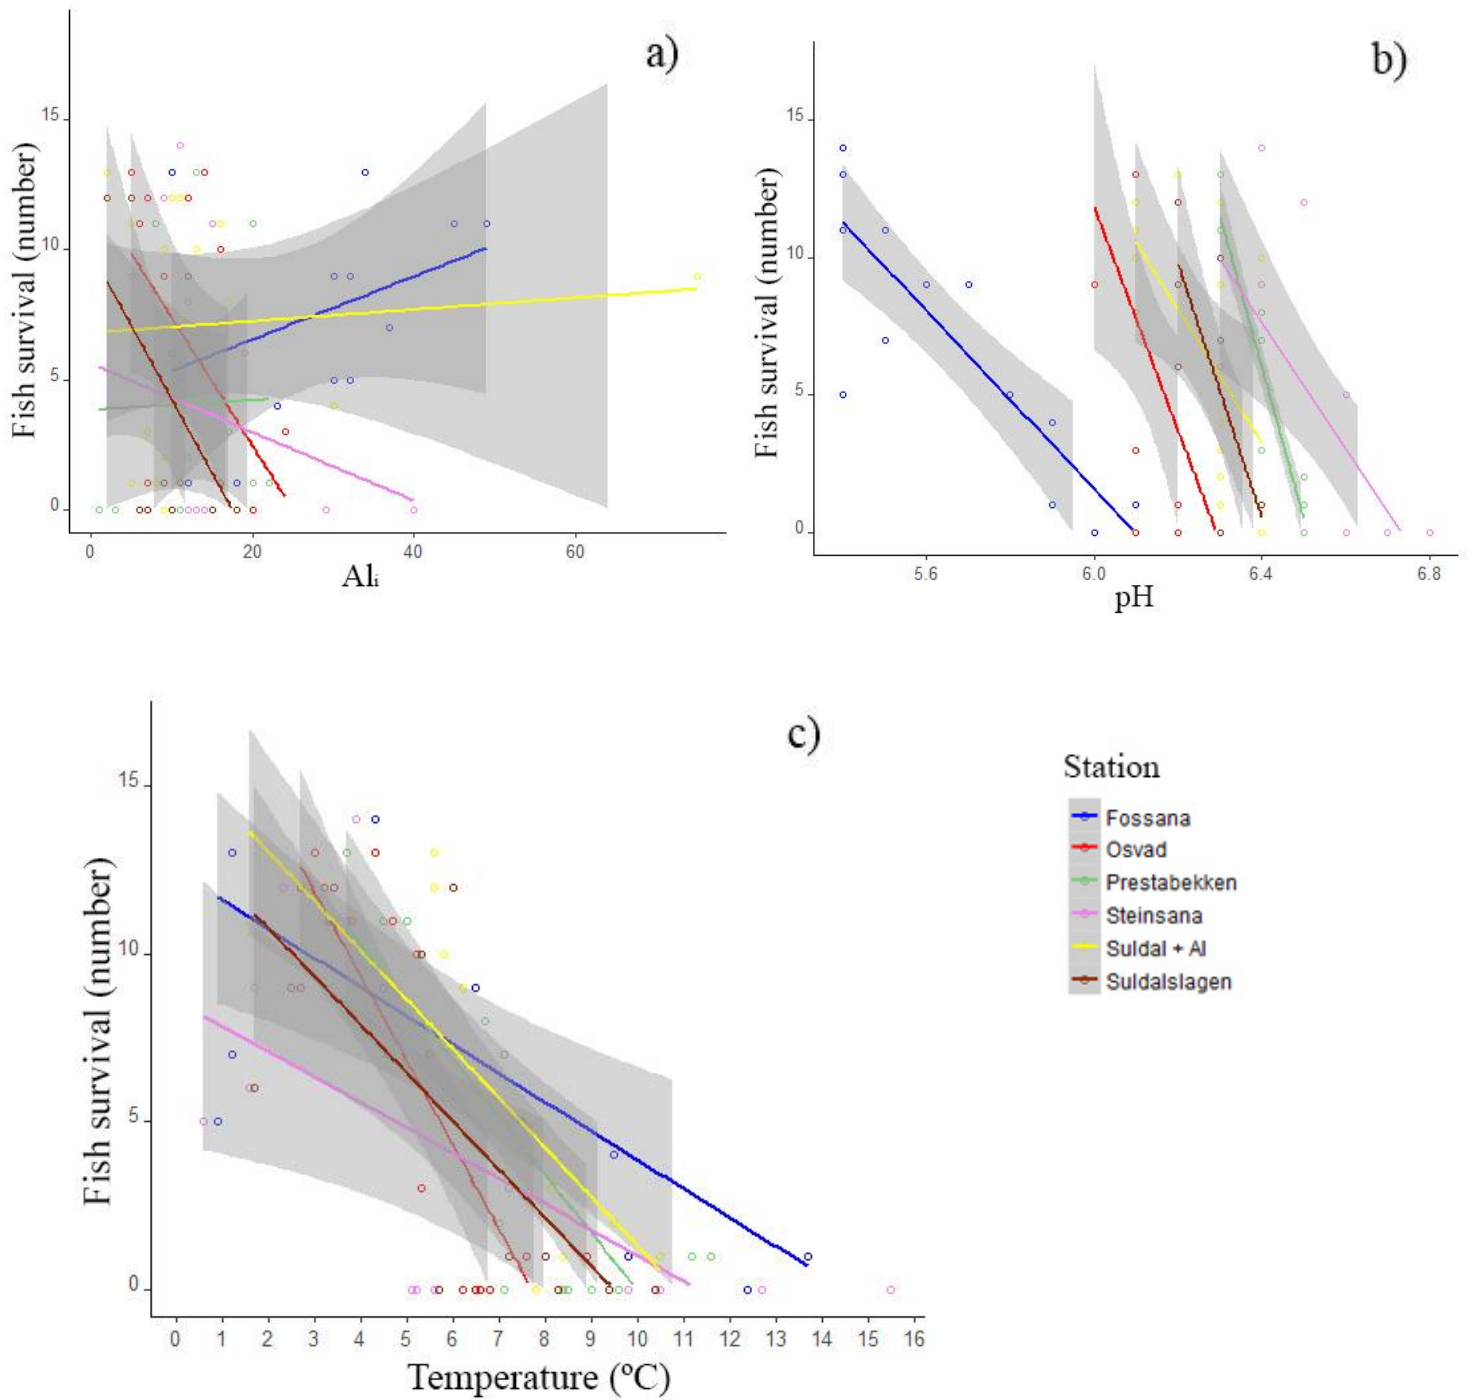 a)
Fish survival (number)
15
10
5
0
0 20 40 60
Alᵢ
b)
Fish survival (number)
15
10
5
0
5.6 6.0 6.4 6.8
pH
c)
Fish survival (number)
15
10
5
0
0 1 2 3 4 5 6 7 8 9 10 11 12 13 14 15 16
Temperature (ºC)
Station
Fossana
Osvad
Prestabekken
Steinsana
Suldal + Al
Suldalslagen